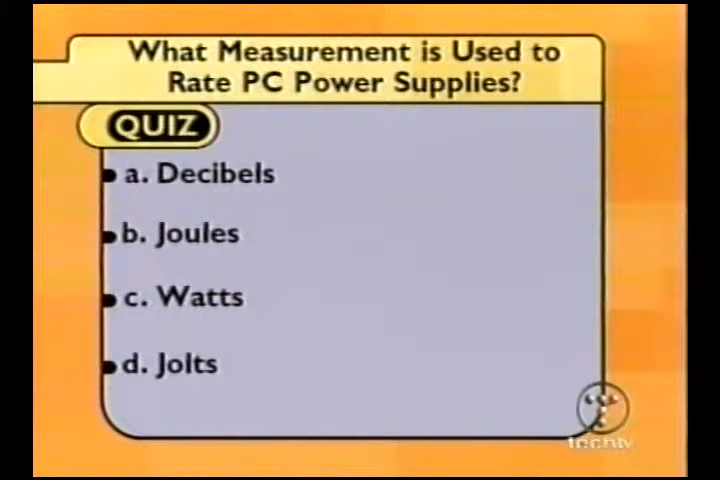 What Measurement is Used to
Rate PC Power Supplies?
QUIZ
a. Decibels
b. Joules
c. Watts
d. Jolts
techtv